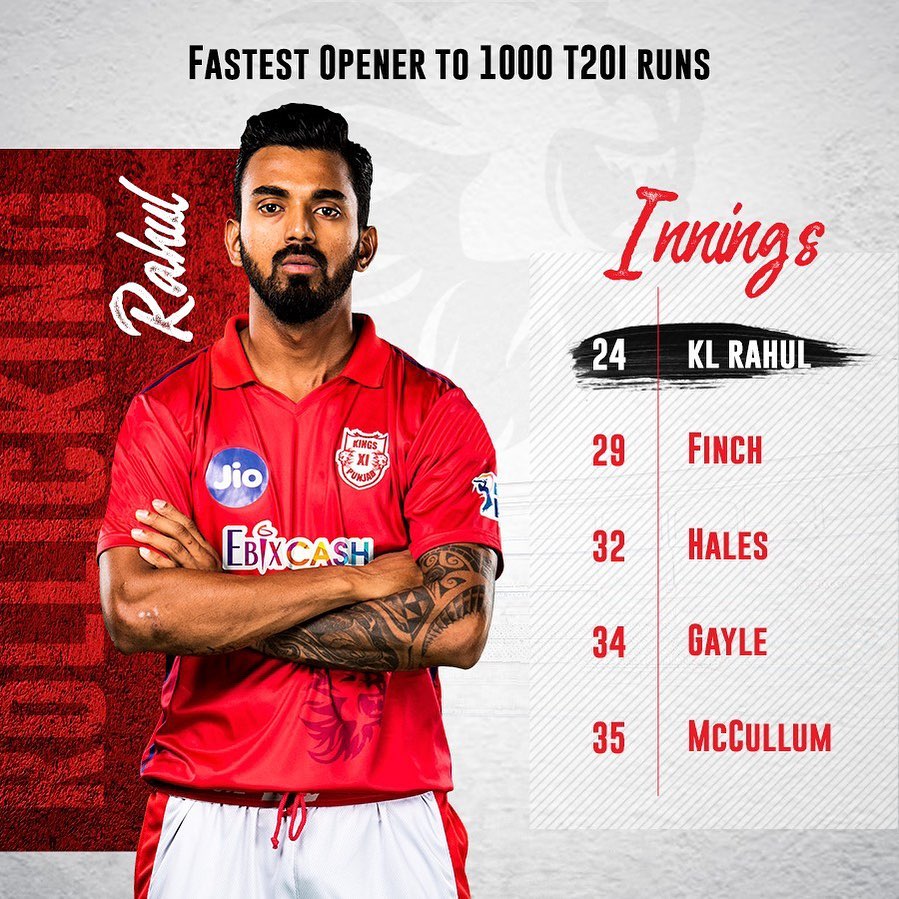 Fastest Opener to 1000 T20I runs
ROLLICKING
Rahul
Innings
24 KL RAHUL
29 Finch
32 Hales
34 Gayle
35 McCullum
Jio
KINGS
XI
PUNJAB
EbixCash